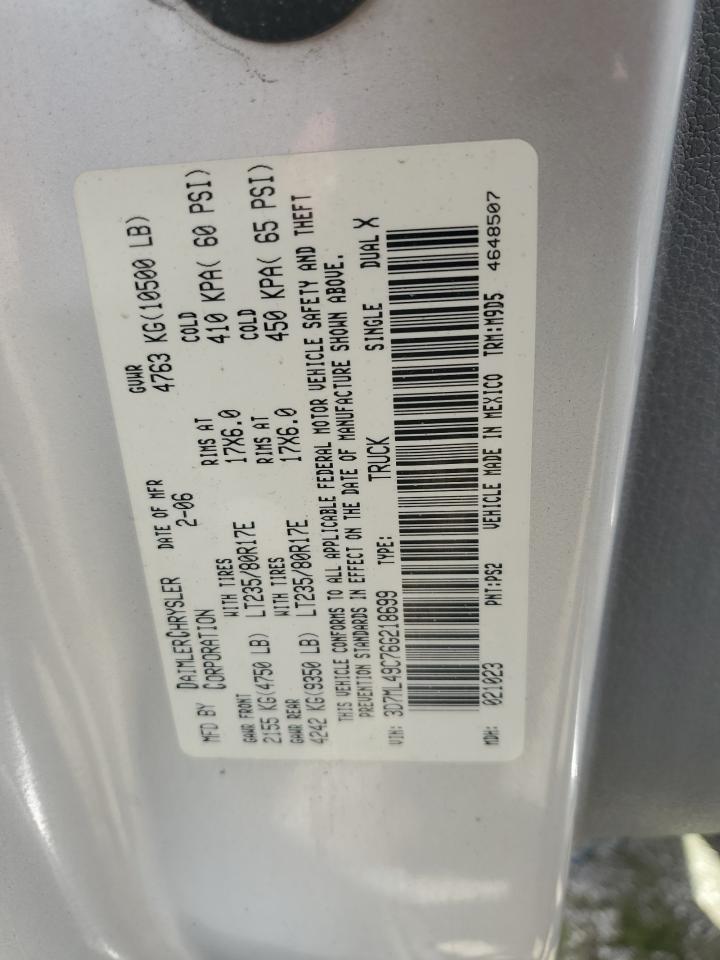 MFD BY DAIMLERCHRYSLER CORPORATION DATE OF MFR 2-06 GVWR 4763 KG(10500 LB)
GAWR FRONT WITH TIRES RIMS AT COLD
2155 KG(4750 LB) LT235/80R17E 17X6.0 410 KPA( 60 PSI)
GAWR REAR WITH TIRES RIMS AT COLD
4242 KG(9350 LB) LT235/80R17E 17X6.0 450 KPA( 65 PSI)
THIS VEHICLE CONFORMS TO ALL APPLICABLE FEDERAL MOTOR VEHICLE SAFETY AND THEFT
PREVENTION STANDARDS IN EFFECT ON THE DATE OF MANUFACTURE SHOWN ABOVE.
VIN: 3D7ML49C76G218699 TYPE: TRUCK SINGLE DUAL X
MDH: 021023 PNT:PS2 VEHICLE MADE IN MEXICO TRM:M9D5 4648507